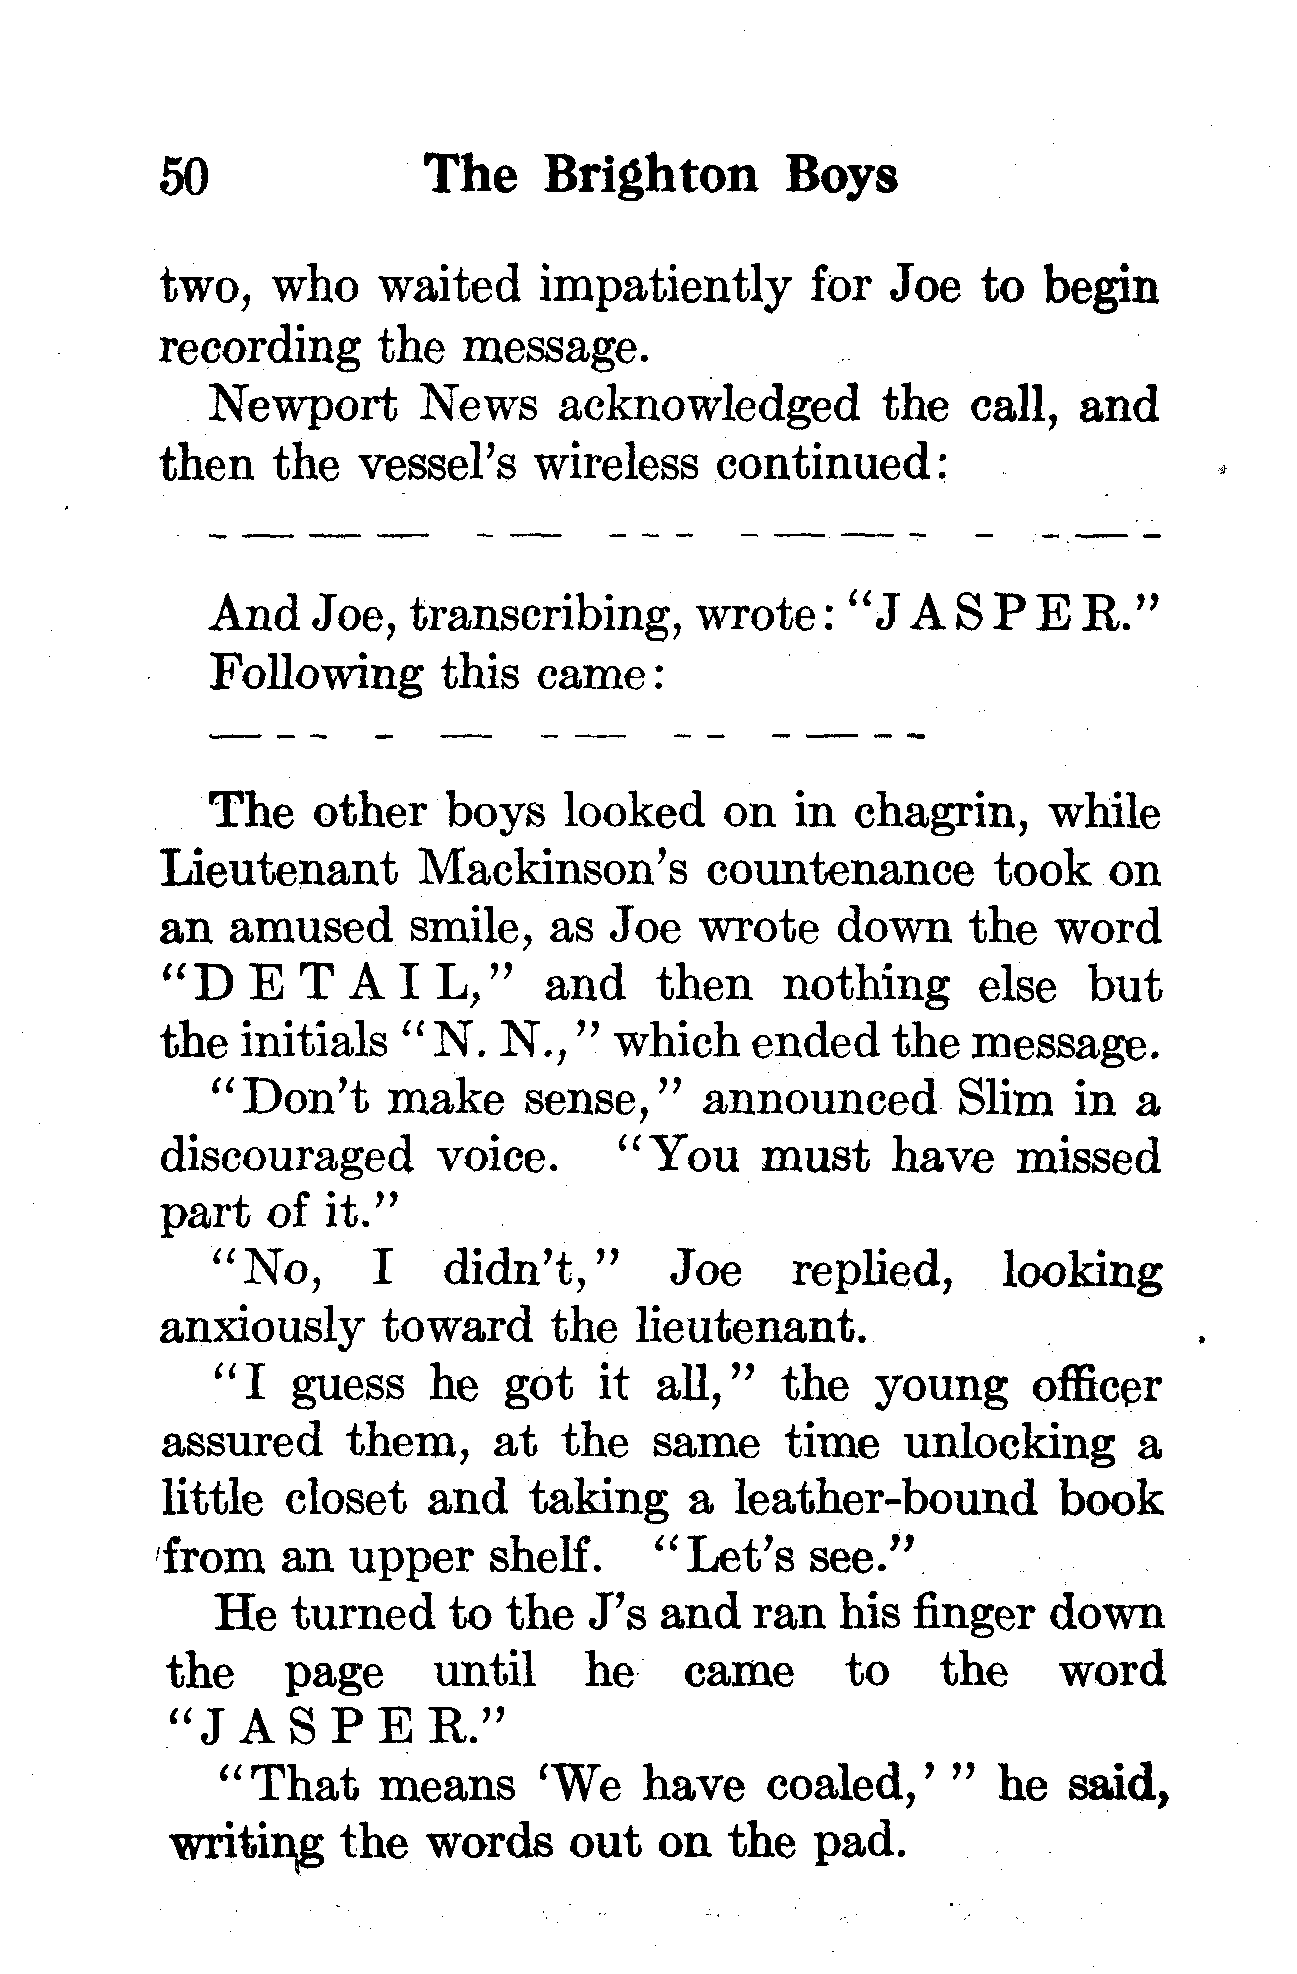 50 The Brighton Boys
two, who waited impatiently for Joe to begin
recording the message.
Newport News acknowledged the call, and
then the vessel's wireless continued:
- — — —  - —  - - -  - — — -  -  - — -
And Joe, transcribing, wrote: "J A S P E R."
Following this came:
— - -  -  —  - —  - -  - — - -
The other boys looked on in chagrin, while
Lieutenant Mackinson's countenance took on
an amused smile, as Joe wrote down the word
"D E T A I L," and then nothing else but
the initials "N. N.," which ended the message.
"Don't make sense," announced Slim in a
discouraged voice. "You must have missed
part of it."
"No, I didn't," Joe replied, looking
anxiously toward the lieutenant.
"I guess he got it all," the young officer
assured them, at the same time unlocking a
little closet and taking a leather-bound book
from an upper shelf. "Let's see."
He turned to the J's and ran his finger down
the page until he came to the word
"J A S P E R."
"That means 'We have coaled,' " he said,
writing the words out on the pad.